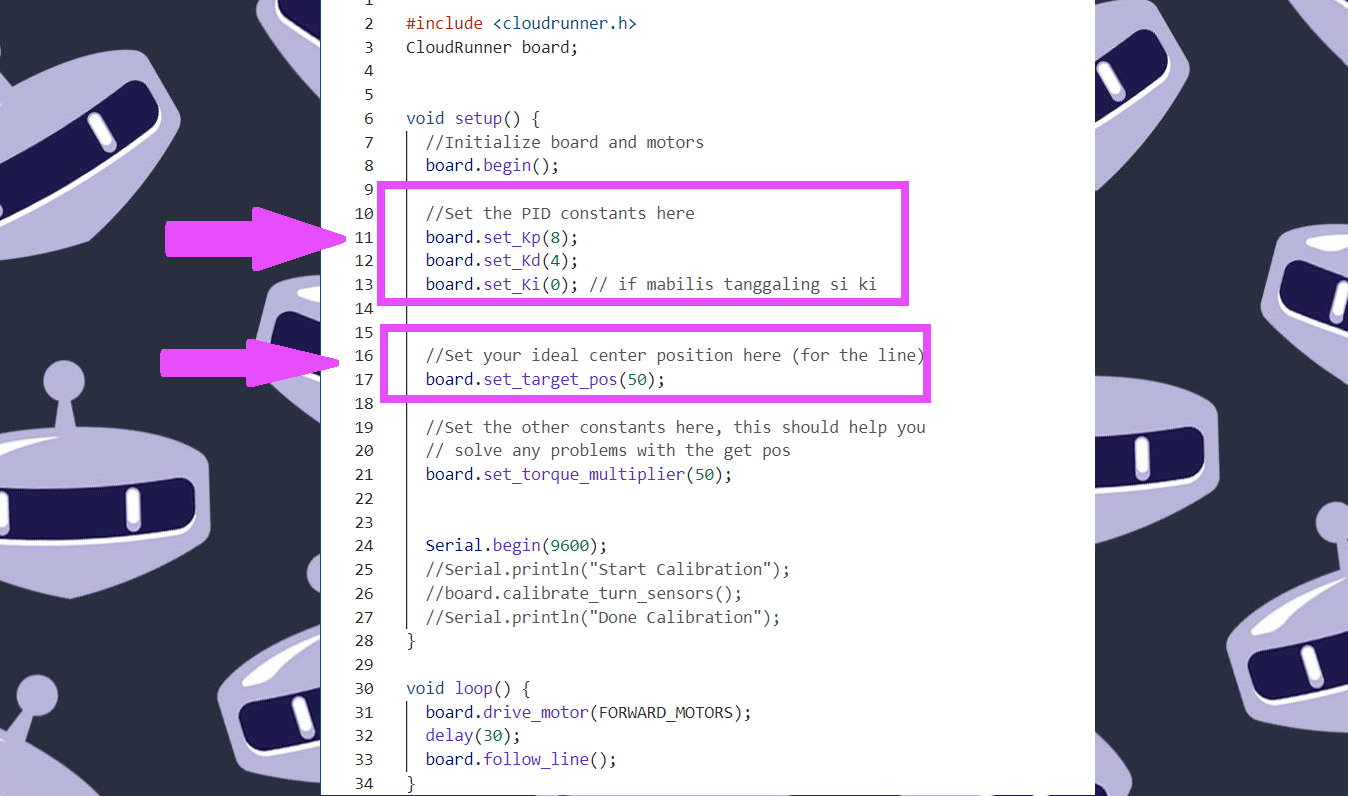 1
2 #include <cloudrunner.h>
3 CloudRunner board;
4
5
6 void setup() {
7 //Initialize board and motors
8 board.begin();
9
10 //Set the PID constants here
11 board.set_Kp(8);
12 board.set_Kd(4);
13 board.set_Ki(0); // if mabilis tanggaling si ki
14
15
16 //Set your ideal center position here (for the line)
17 board.set_target_pos(50);
18
19 //Set the other constants here, this should help you
20 // solve any problems with the get pos
21 board.set_torque_multiplier(50);
22
23
24 Serial.begin(9600);
25 //Serial.println("Start Calibration");
26 //board.calibrate_turn_sensors();
27 //Serial.println("Done Calibration");
28 }
29
30 void loop() {
31 board.drive_motor(FORWARD_MOTORS);
32 delay(30);
33 board.follow_line();
34 }